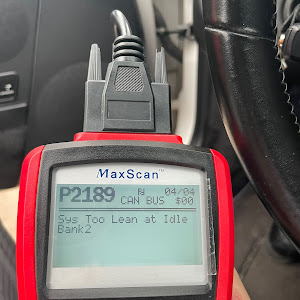 MaxScan
P2189 04/04
CAN BUS $00
Sys Too Lean at Idle
Bank2